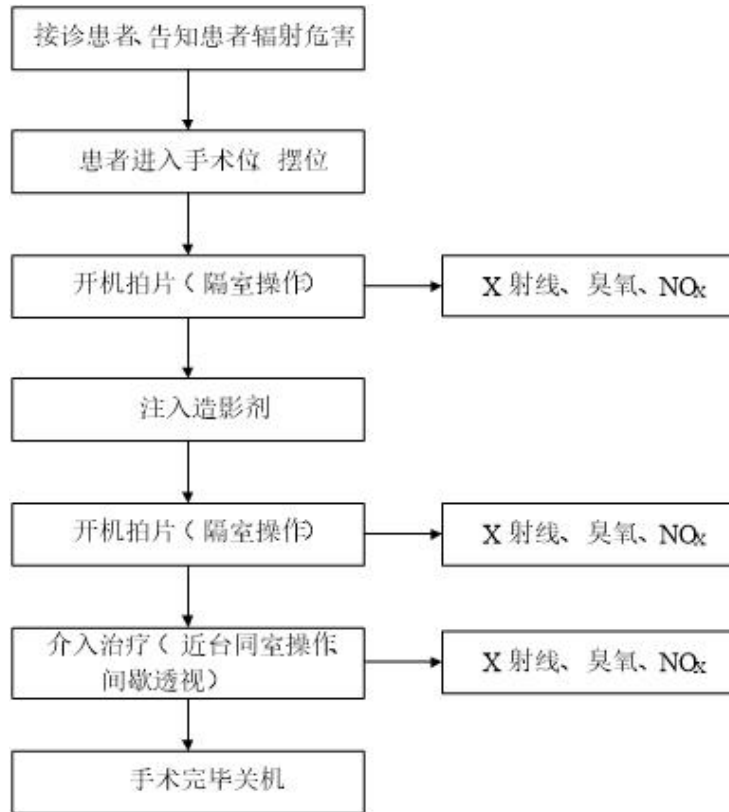 接诊患者、告知患者辐射危害
患者进入手术位 摆位
开机拍片（隔室操作）
X 射线、臭氧、NOx
注入造影剂
开机拍片（隔室操作）
X 射线、臭氧、NOx
介入治疗（近台同室操作、
间歇透视）
X 射线、臭氧、NOx
手术完毕关机